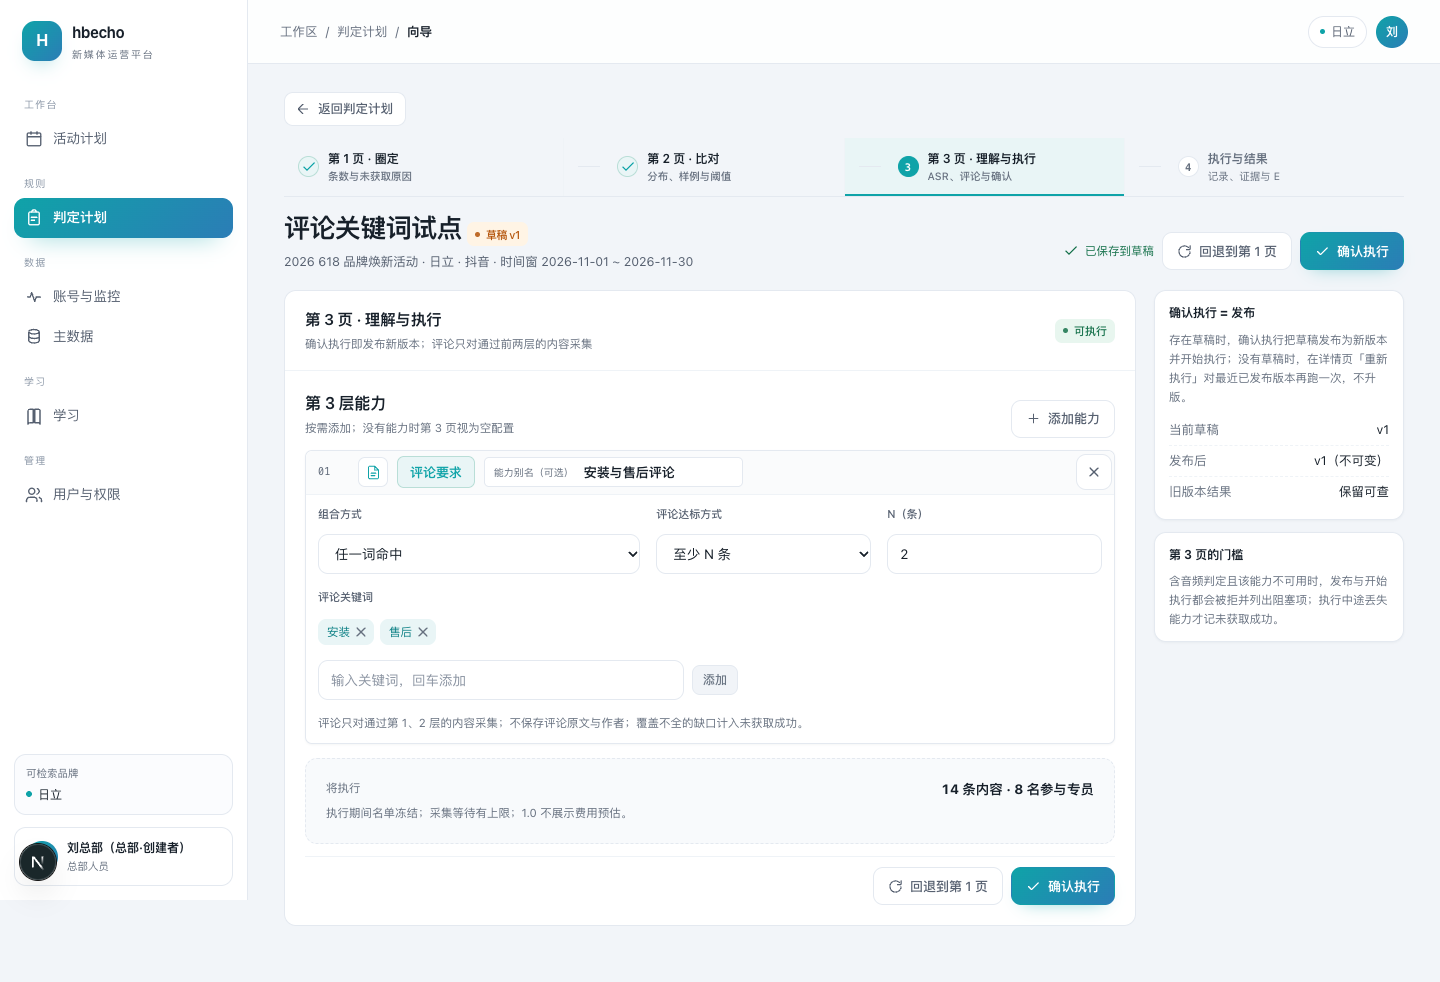 H
hbecho
新媒体运营平台
工作台
活动计划
规则
判定计划
数据
账号与监控
主数据
学习
学习
管理
用户与权限
可检索品牌
日立
N
刘总部（总部·创建者）
总部人员
工作区 / 判定计划 / 向导
日立
刘
返回判定计划
第 1 页 · 圈定
条数与未获取原因
第 2 页 · 比对
分布、样例与阈值
3
第 3 页 · 理解与执行
ASR、评论与确认
4
执行与结果
记录、证据与 E
评论关键词试点
草稿 v1
2026 618 品牌焕新活动 · 日立 · 抖音 · 时间窗 2026-11-01 ~ 2026-11-30
已保存到草稿
回退到第 1 页
确认执行
第 3 页 · 理解与执行
确认执行即发布新版本；评论只对通过前两层的内容采集
可执行
第 3 层能力
按需添加；没有能力时第 3 页视为空配置
添加能力
01
评论要求
能力别名（可选）
安装与售后评论
组合方式
评论达标方式
N（条）
任一词命中
至少 N 条
2
评论关键词
安装
售后
输入关键词，回车添加
添加
评论只对通过第 1、2 层的内容采集；不保存评论原文与作者；覆盖不全的缺口计入未获取成功。
将执行
14 条内容 · 8 名参与专员
执行期间名单冻结；采集等待有上限；1.0 不展示费用预估。
回退到第 1 页
确认执行
确认执行 = 发布
存在草稿时，确认执行把草稿发布为新版本
并开始执行；没有草稿时，在详情页「重新
执行」对最近已发布版本再跑一次，不升
版。
当前草稿
v1
发布后
v1（不可变）
旧版本结果
保留可查
第 3 页的门槛
含音频判定且该能力不可用时，发布与开始
执行都会被拒并列出阻塞项；执行中途丢失
能力才记未获取成功。